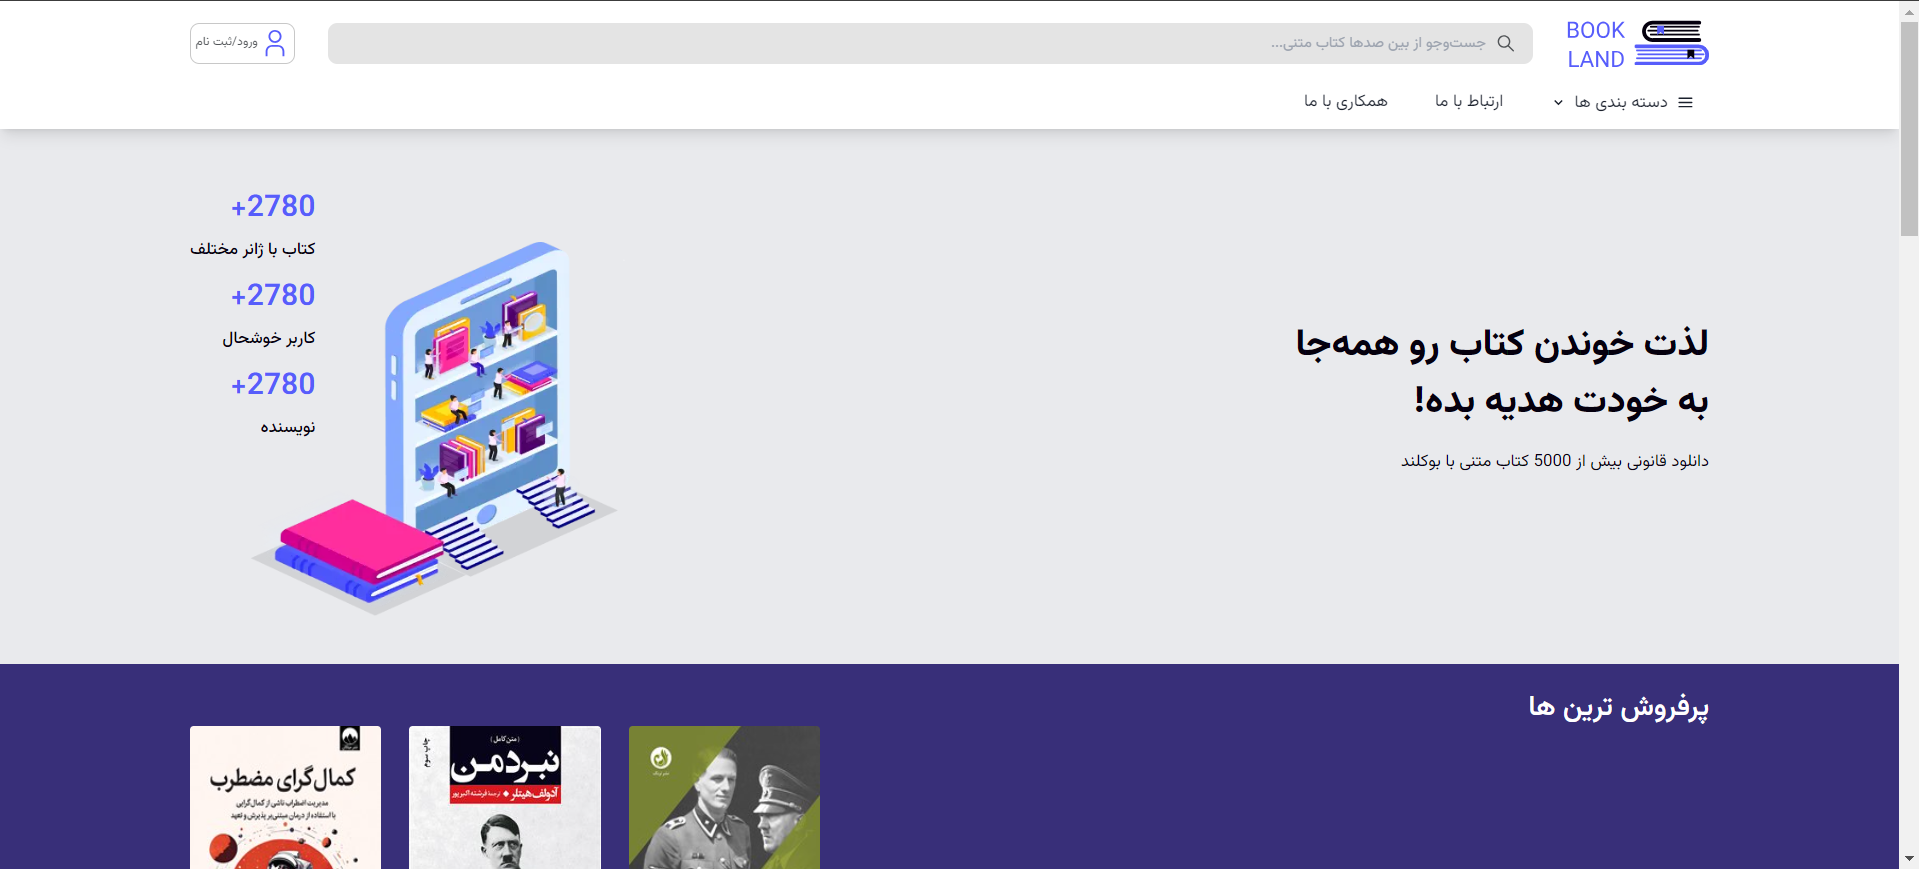 BOOK
LAND
جست‌وجو از بین صدها کتاب متنی...
ورود/ثبت نام
دسته بندی ها
ارتباط با ما
همکاری با ما
لذت خوندن کتاب رو همه‌جا
به خودت هدیه بده!
دانلود قانونی بیش از 5000 کتاب متنی با بوکلند
+2780
کتاب با ژانر مختلف
+2780
کاربر خوشحال
+2780
نویسنده
پرفروش ترین ها
چاپ سوم
(متن کامل)
نبرد من
آدولف هیتلر ◆ ترجمهٔ فرشته اکبرپور
کمال‌گرای مضطرب
مدیریت اضطراب ناشی از کمال‌گرایی
با استفاده از درمان مبتنی بر پذیرش و تعهد